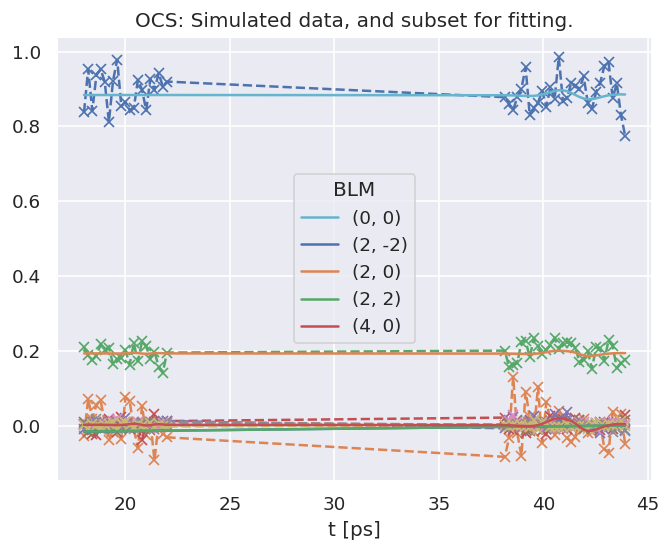 OCS: Simulated data, and subset for fitting.
1.0
0.8
0.6
0.4
0.2
0.0
BLM
(0, 0)
(2, -2)
(2, 0)
(2, 2)
(4, 0)
20 25 30 35 40 45
t [ps]